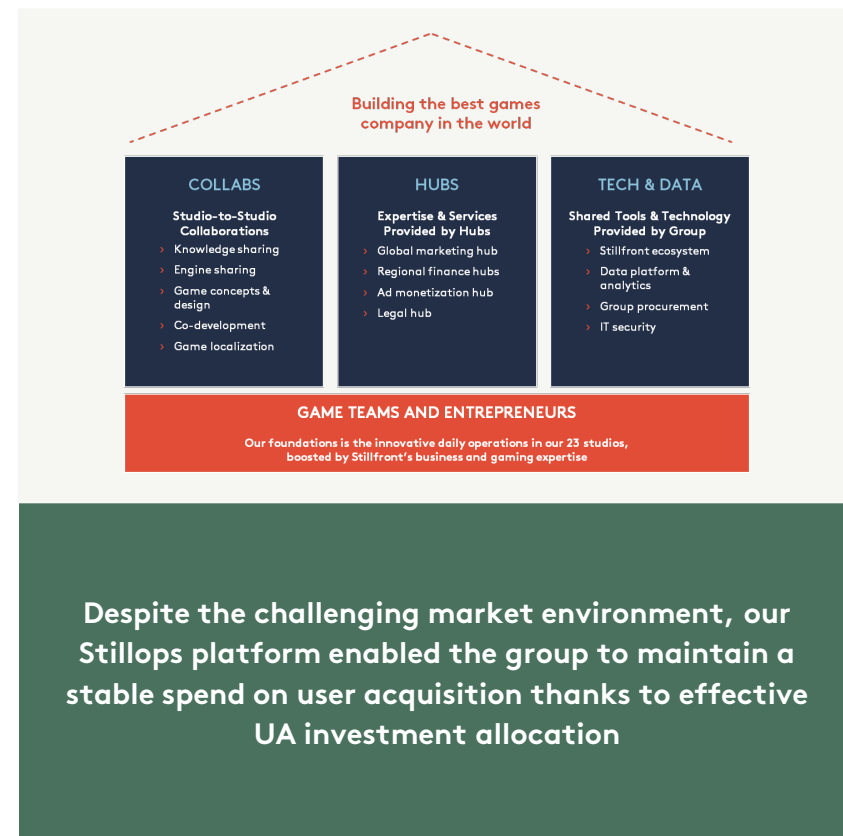 Building the best games
company in the world
COLLABS
Studio-to-Studio
Collaborations
› Knowledge sharing
› Engine sharing
› Game concepts &
design
› Co-development
› Game localization
HUBS
Expertise & Services
Provided by Hubs
› Global marketing hub
› Regional finance hubs
› Ad monetization hub
› Legal hub
TECH & DATA
Shared Tools & Technology
Provided by Group
› Stillfront ecosystem
› Data platform &
analytics
› Group procurement
› IT security
GAME TEAMS AND ENTREPRENEURS
Our foundations is the innovative daily operations in our 23 studios,
boosted by Stillfront's business and gaming expertise
Despite the challenging market environment, our
Stillops platform enabled the group to maintain a
stable spend on user acquisition thanks to effective
UA investment allocation